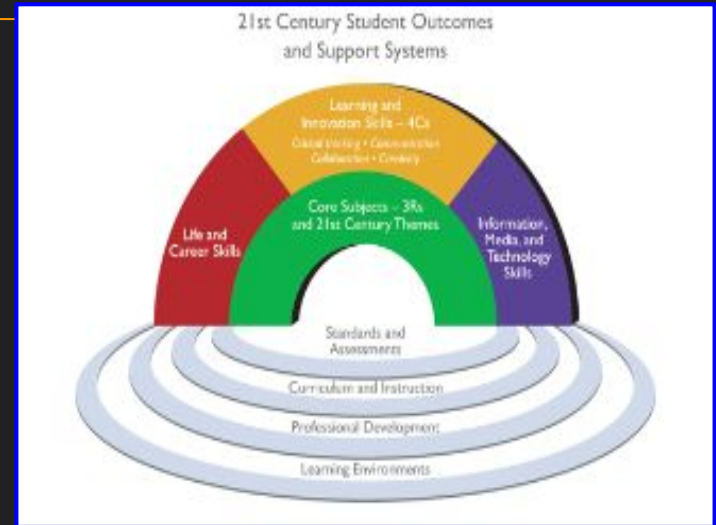 21st Century Student Outcomes
and Support Systems
Learning and
Innovation Skills – 4Cs
Critical thinking • Communication
Collaboration • Creativity
Core Subjects – 3Rs
and 21st Century Themes
Life and
Career Skills
Information,
Media, and
Technology
Skills
Standards and
Assessments
Curriculum and Instruction
Professional Development
Learning Environments